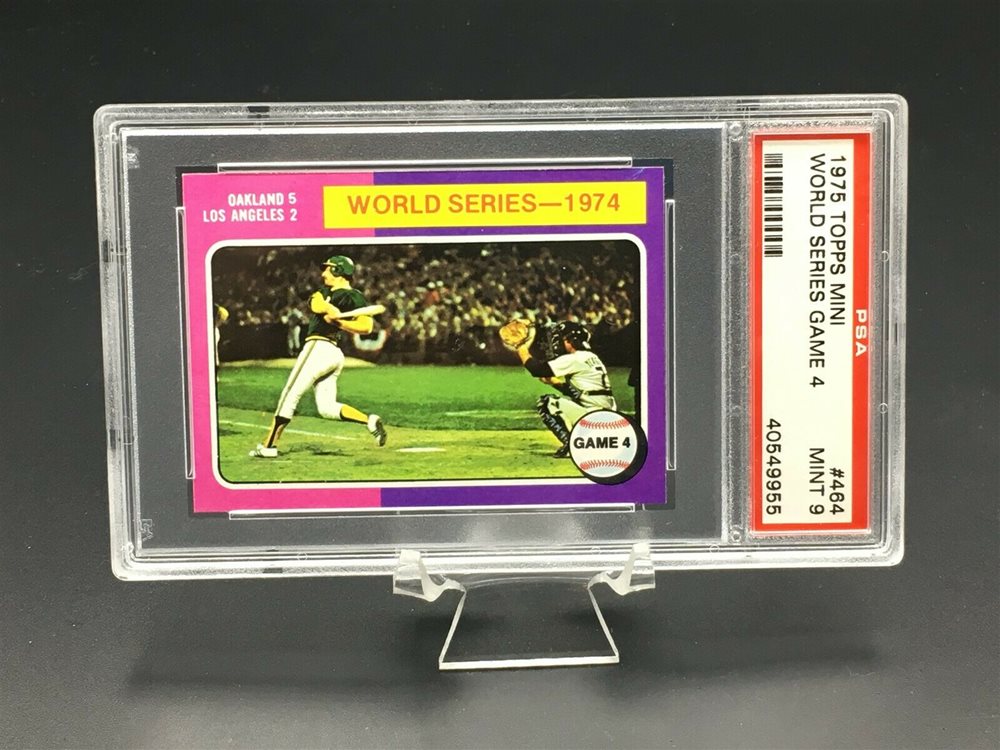 OAKLAND 5
LOS ANGELES 2
WORLD SERIES—1974
GAME 4
1975 TOPPS MINI
WORLD SERIES GAME 4
PSA
#464
MINT 9
40549955